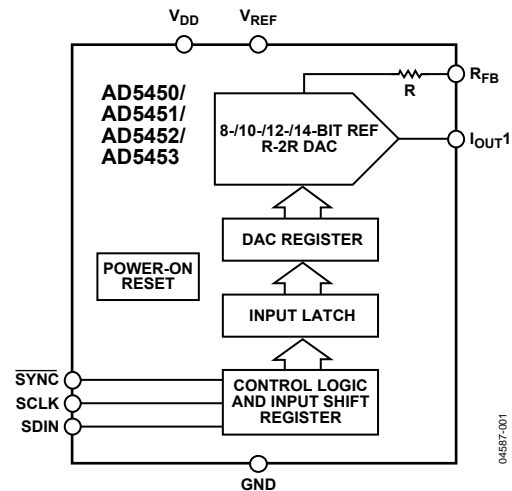 VDD
VREF
RFB
R
AD5450/
AD5451/
AD5452/
AD5453
8-/10-/12-/14-BIT REF
R-2R DAC
IOUT1
DAC REGISTER
POWER-ON
RESET
INPUT LATCH
SYNC
SCLK
SDIN
CONTROL LOGIC
AND INPUT SHIFT
REGISTER
GND
04587-001